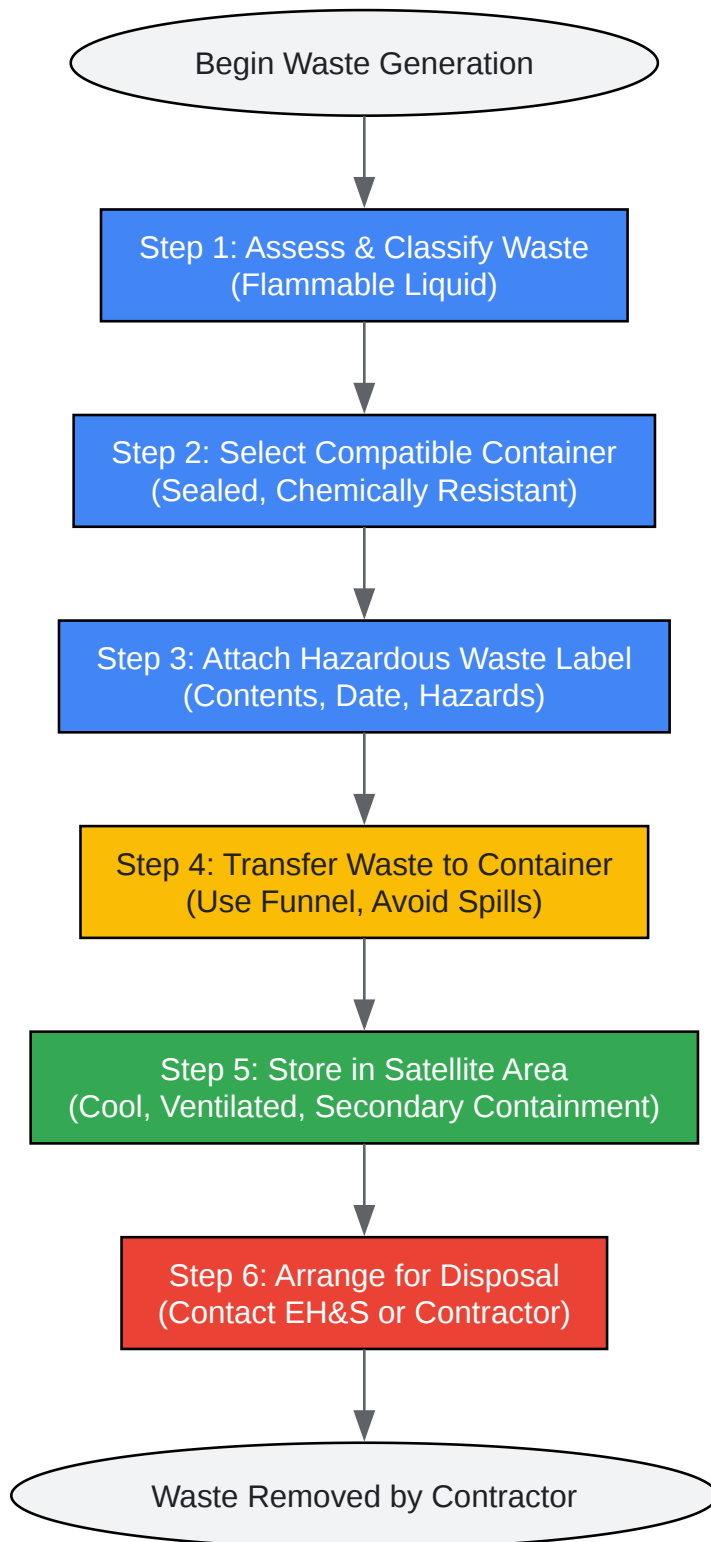 Begin Waste Generation
Step 1: Assess & Classify Waste
(Flammable Liquid)
Step 2: Select Compatible Container
(Sealed, Chemically Resistant)
Step 3: Attach Hazardous Waste Label
(Contents, Date, Hazards)
Step 4: Transfer Waste to Container
(Use Funnel, Avoid Spills)
Step 5: Store in Satellite Area
(Cool, Ventilated, Secondary Containment)
Step 6: Arrange for Disposal
(Contact EH&S or Contractor)
Waste Removed by Contractor